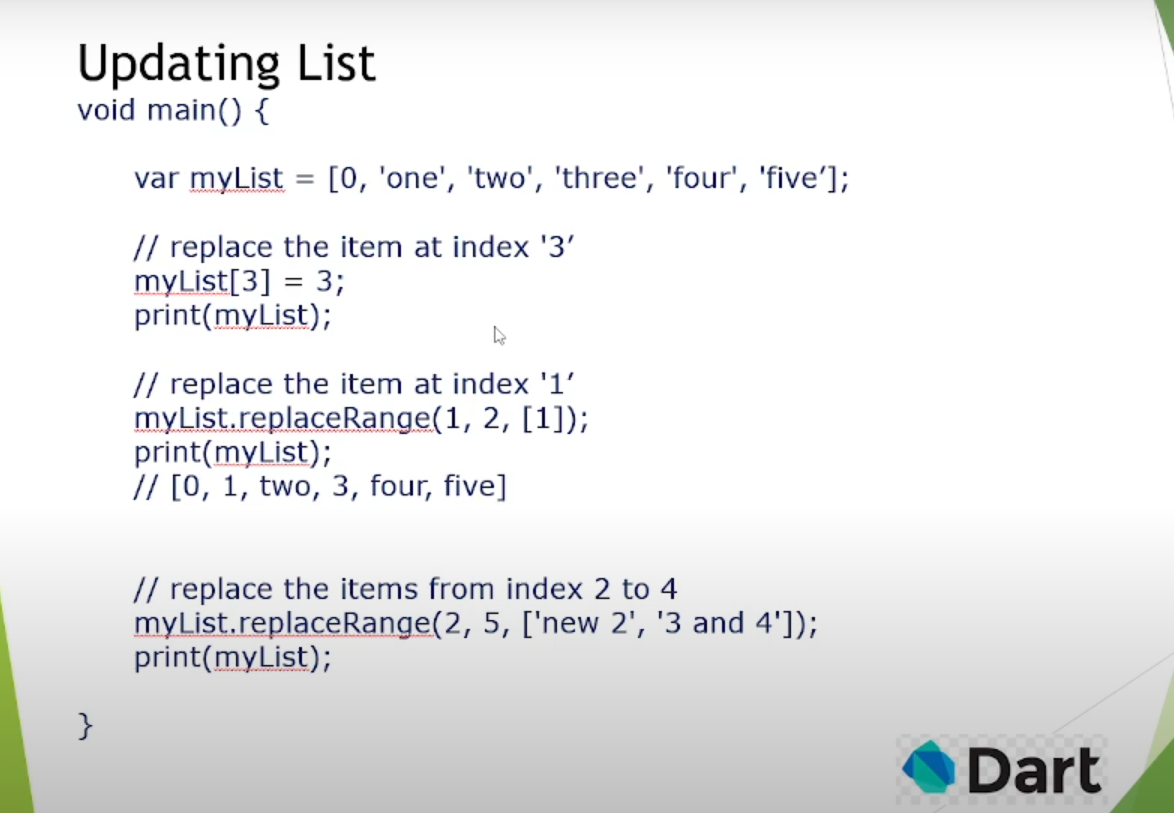 Updating List
void main() {
var myList = [0, 'one', 'two', 'three', 'four', 'five′];
// replace the item at index '3′
myList[3] = 3;
print(myList);
// replace the item at index '1′
myList.replaceRange(1, 2, [1]);
print(myList);
// [0, 1, two, 3, four, five]
// replace the items from index 2 to 4
myList.replaceRange(2, 5, ['new 2', '3 and 4']);
print(myList);
}
Dart